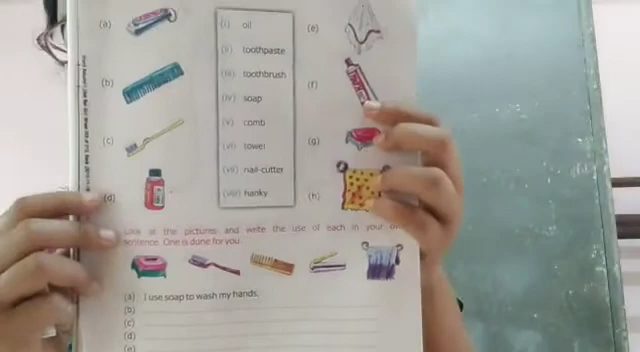 (a)
(i) oil
(e)
(ii) toothpaste
(b)
(iii) toothbrush
(f)
(iv) soap
(v) comb
(c)
(vi) towel
(g)
(vii) nail-cutter
(d)
(viii) hanky
(h)
Look at the pictures and write the use of each in your
sentence. One is done for you.
(a) I use soap to wash my hands.
(b)
(c)
(d)
(e)